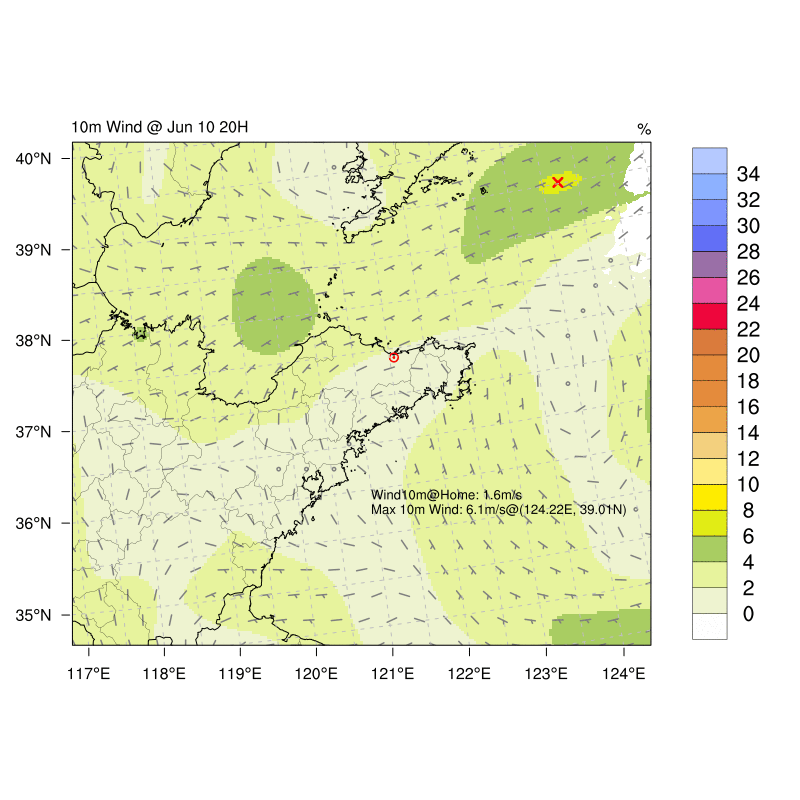 10m Wind @ Jun 10 20H
%
40°N
39°N
38°N
37°N
36°N
35°N
117°E
118°E
119°E
120°E
121°E
122°E
123°E
124°E
Wind10m@Home: 1.6m/s
Max 10m Wind: 6.1m/s@(124.22E, 39.01N)
34
32
30
28
26
24
22
20
18
16
14
12
10
8
6
4
2
0